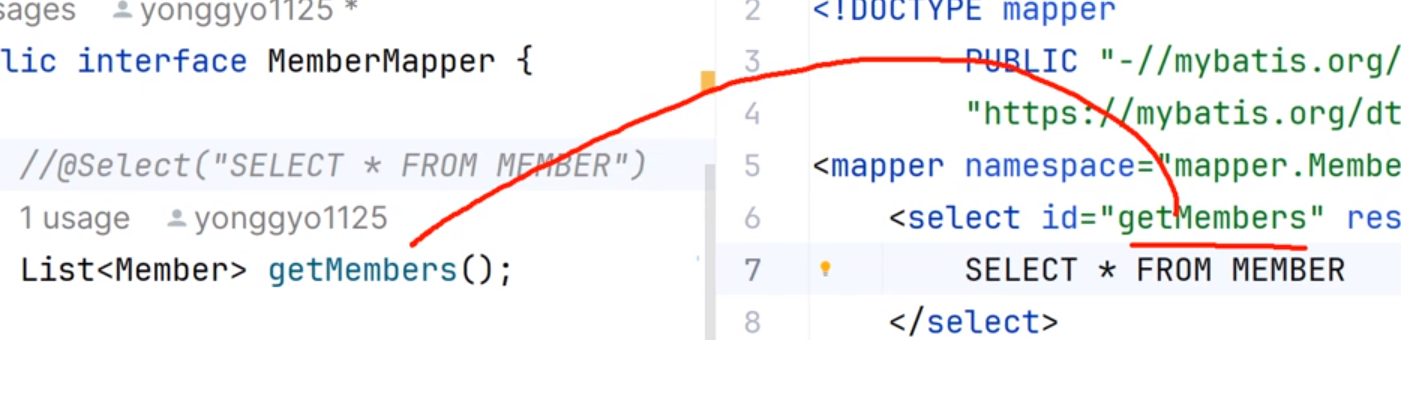 sages yonggyo1125 *
lic interface MemberMapper {
//@Select("SELECT * FROM MEMBER")
1 usage yonggyo1125
List<Member> getMembers();
2 <!DOCTYPE mapper
3 PUBLIC "-//mybatis.org/
4 "https://mybatis.org/dt
5 <mapper namespace="mapper.Membe
6 <select id="getMembers" res
7 SELECT * FROM MEMBER
8 </select>